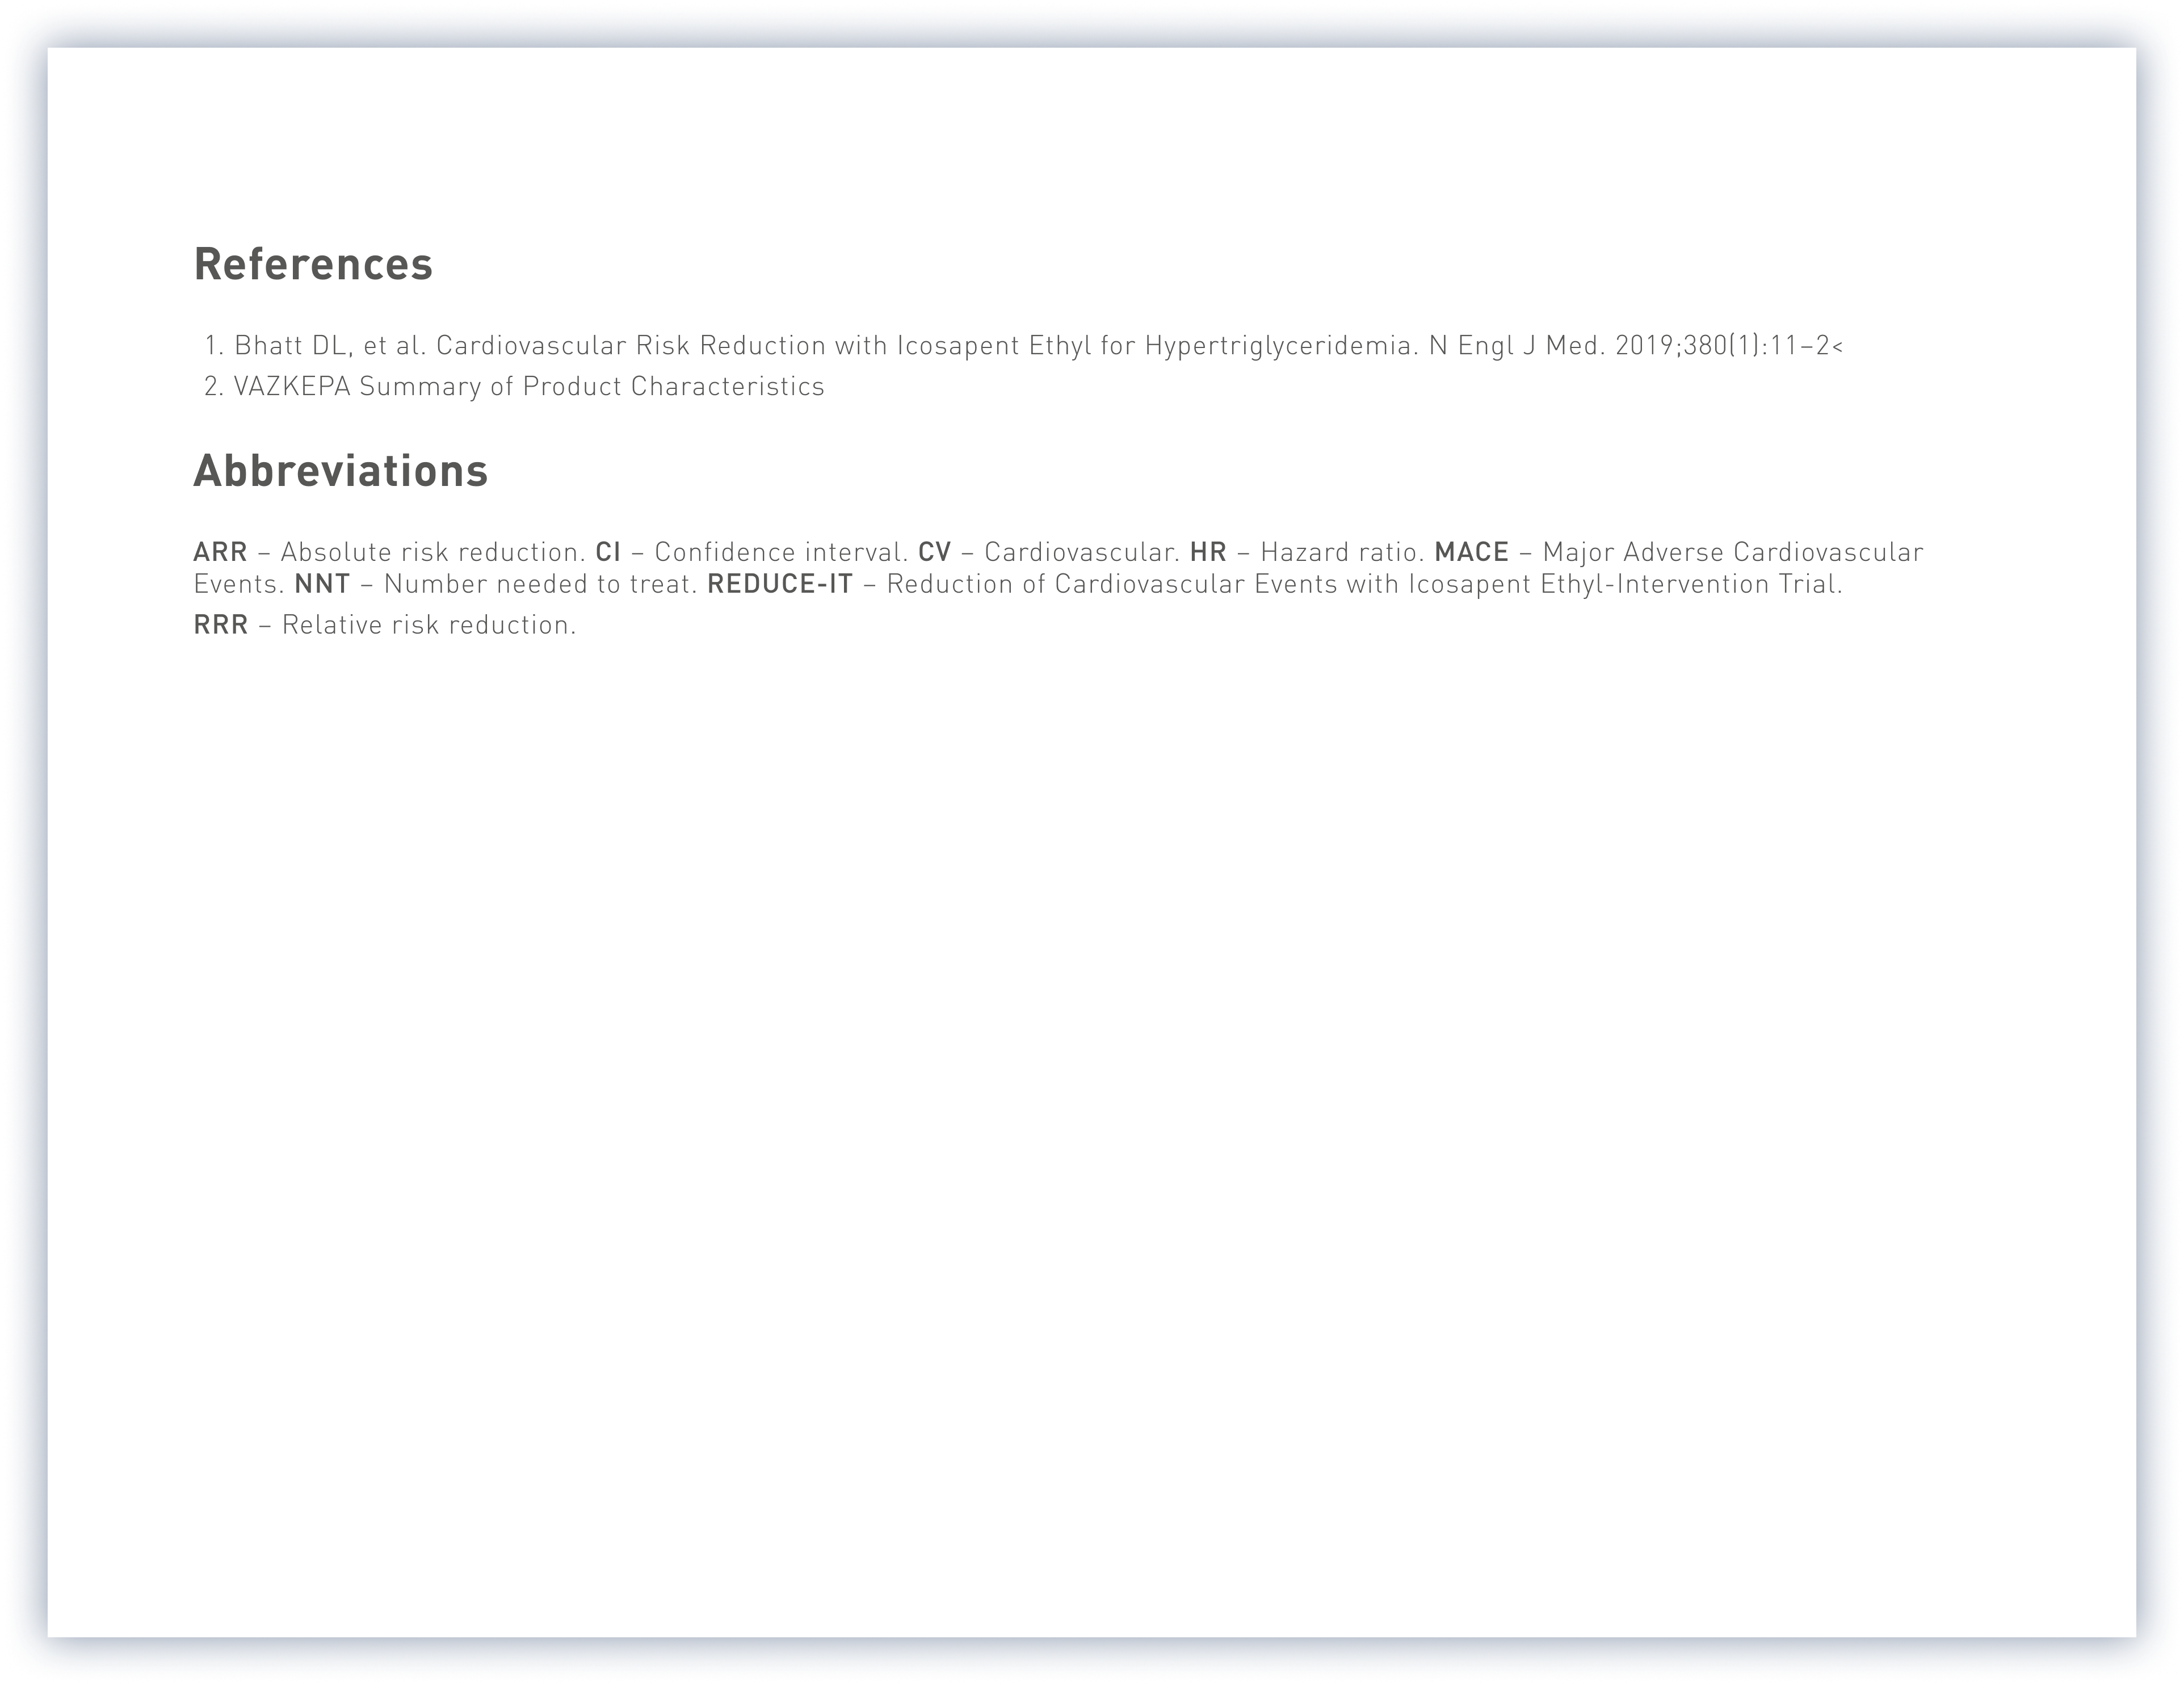 References
1. Bhatt DL, et al. Cardiovascular Risk Reduction with Icosapent Ethyl for Hypertriglyceridemia. N Engl J Med. 2019;380(1):11–2<
2. VAZKEPA Summary of Product Characteristics
Abbreviations
ARR – Absolute risk reduction. CI – Confidence interval. CV – Cardiovascular. HR – Hazard ratio. MACE – Major Adverse Cardiovascular
Events. NNT – Number needed to treat. REDUCE-IT – Reduction of Cardiovascular Events with Icosapent Ethyl-Intervention Trial.
RRR – Relative risk reduction.